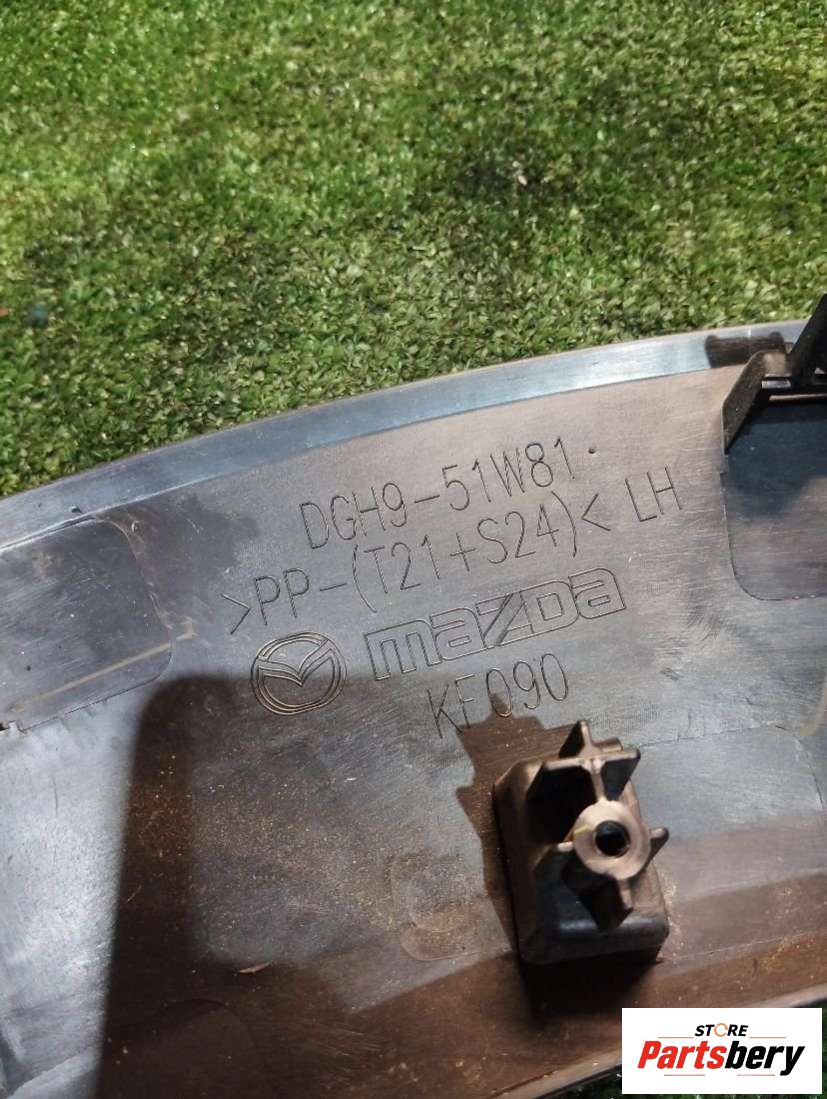 DGH9-51W81.
>PP-(T21+S24)< LH
mazda
KF090
STORE
Partsbery